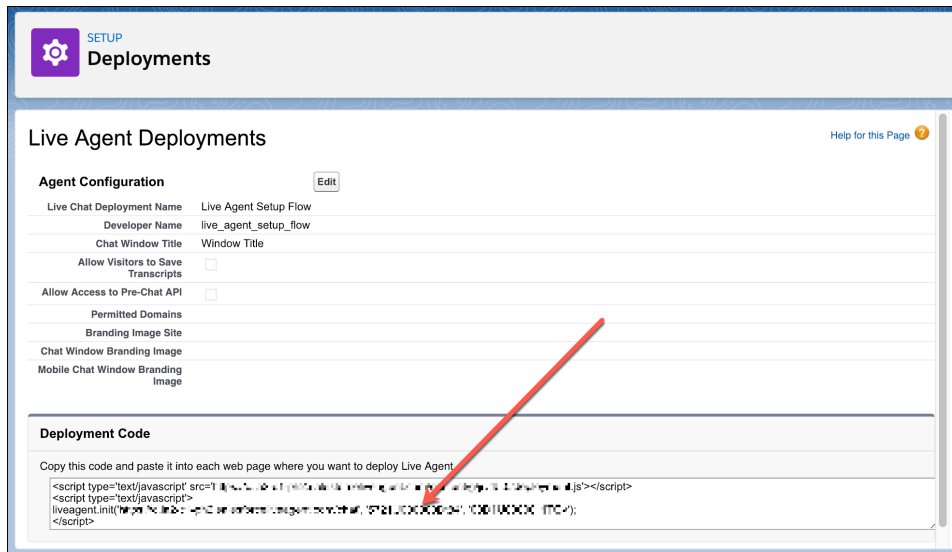 SETUP
Deployments
Live Agent Deployments
Help for this Page ?
Agent Configuration
Edit
Live Chat Deployment Name Live Agent Setup Flow
Developer Name live_agent_setup_flow
Chat Window Title Window Title
Allow Visitors to Save
Transcripts
Allow Access to Pre-Chat API
Permitted Domains
Branding Image Site
Chat Window Branding Image
Mobile Chat Window Branding
Image
Deployment Code
Copy this code and paste it into each web page where you want to deploy Live Agent
<script type='text/javascript' src='.js'></script>
<script type='text/javascript'>
liveagent.init('
</script>